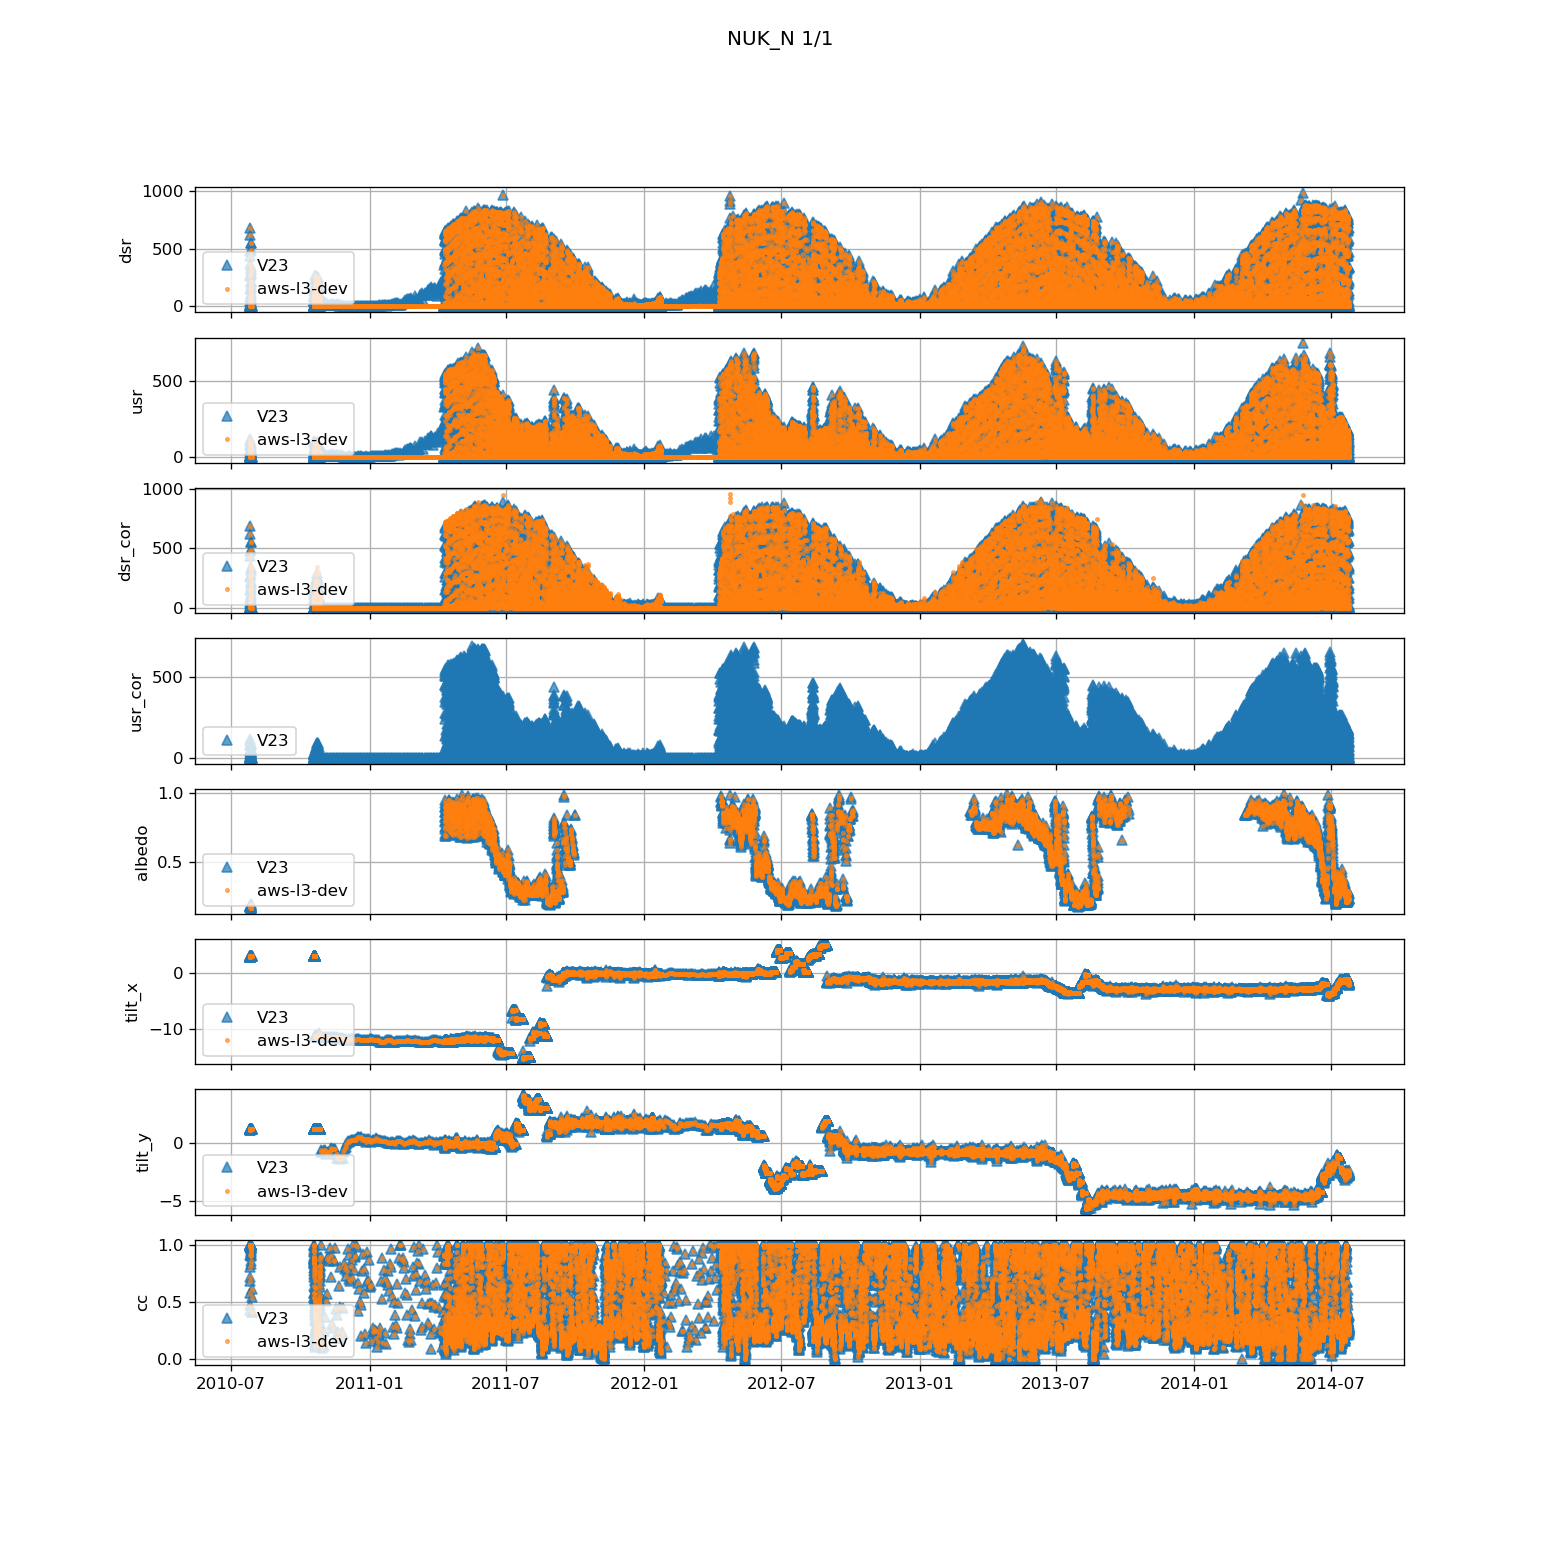 NUK_N 1/1
dsr
1000
500
0
V23
aws-l3-dev
usr
500
0
V23
aws-l3-dev
dsr_cor
1000
500
0
V23
aws-l3-dev
usr_cor
500
0
V23
albedo
1.0
0.5
V23
aws-l3-dev
tilt_x
0
−10
V23
aws-l3-dev
tilt_y
0
−5
V23
aws-l3-dev
cc
1.0
0.5
0.0
V23
aws-l3-dev
2010-07 2011-01 2011-07 2012-01 2012-07 2013-01 2013-07 2014-01 2014-07